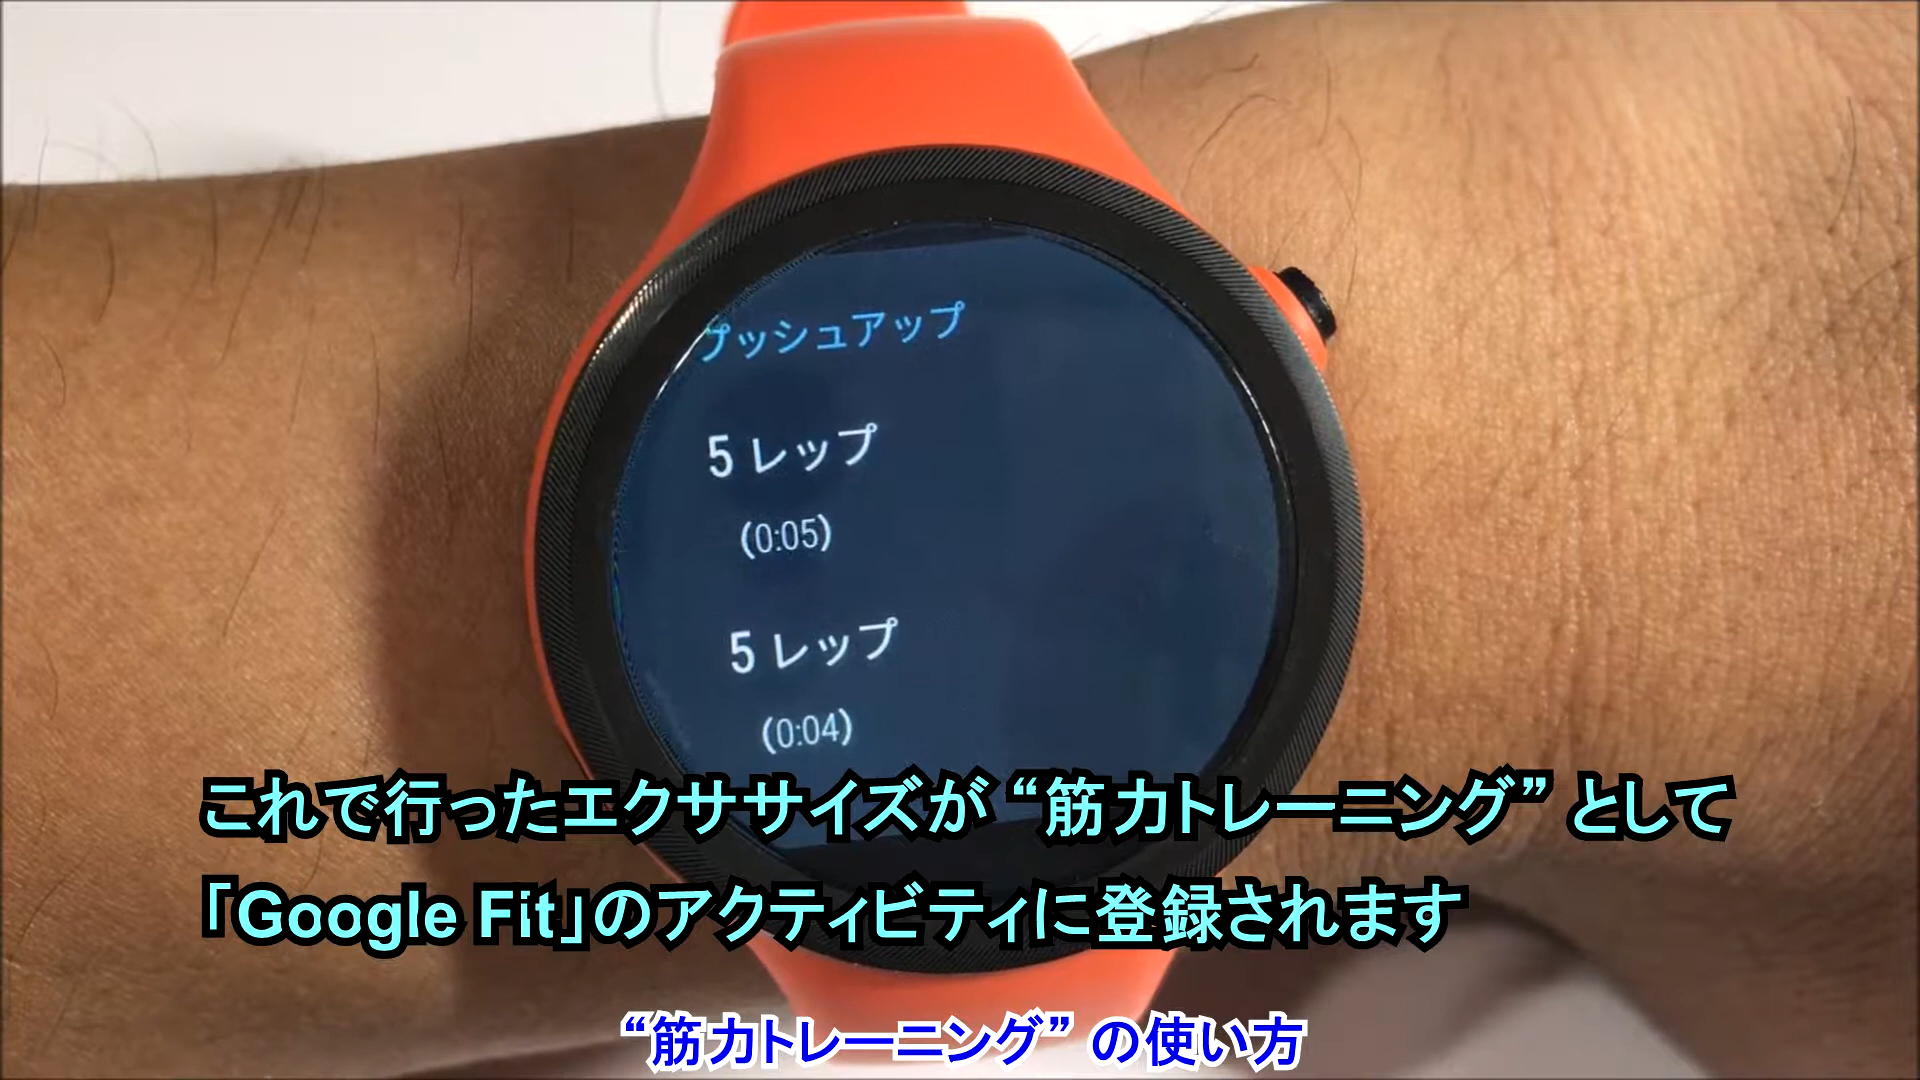 プッシュアップ
5 レップ
(0:05)
5 レップ
(0:04)
これで行ったエクササイズが “筋力トレーニング” として
「Google Fit」のアクティビティに登録されます
“筋力トレーニング” の使い方